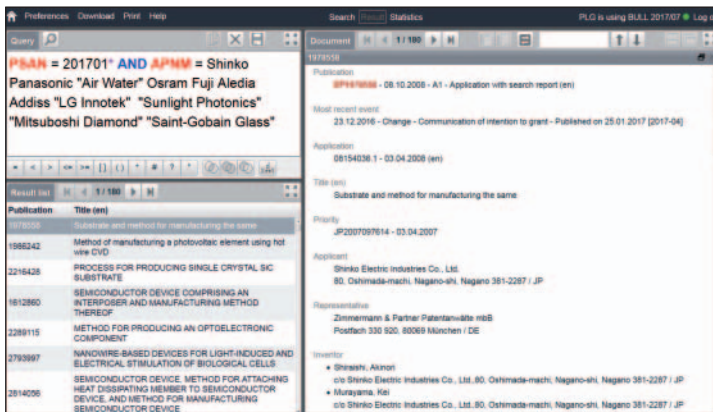 Preferences Download Print Help
Search Result Statistics
PLG is using BULL 2017/07 Log o
Query
PSAN = 201701* AND APNM = Shinko
Panasonic "Air Water" Osram Fuji Aledia
Addiss "LG Innotek" "Sunlight Photonics"
"Mitsuboshi Diamond" "Saint-Gobain Glass"
= < > <= >= [] () " # ? *
Result list 1/180
Publication Title (en)
1978558 Substrate and method for manufacturing the same
1986242 Method of manufacturing a photovoltaic element using hot
wire CVD
2216428 PROCESS FOR PRODUCING SINGLE CRYSTAL SiC
SUBSTRATE
1612860 SEMICONDUCTOR DEVICE COMPRISING AN
INTERPOSER AND MANUFACTURING METHOD
THEREOF
2289115 METHOD FOR PRODUCING AN OPTOELECTRONIC
COMPONENT
2793997 NANOWIRE-BASED DEVICES FOR LIGHT-INDUCED AND
ELECTRICAL STIMULATION OF BIOLOGICAL CELLS
2814056 SEMICONDUCTOR DEVICE, METHOD FOR ATTACHING
HEAT DISSIPATING MEMBER TO SEMICONDUCTOR
DEVICE, AND METHOD FOR MANUFACTURING
SEMICONDUCTOR DEVICE
Document 1/180
1978558
Publication
EP1978558 - 08.10.2008 - A1 - Application with search report (en)
Most recent event
23.12.2016 - Change - Communication of intention to grant - Published on 25.01.2017 [2017-04]
Application
08154038.1 - 03.04.2008 (en)
Title (en)
Substrate and method for manufacturing the same
Priority
JP2007097614 - 03.04.2007
Applicant
Shinko Electric Industries Co., Ltd.
80, Oshimada-machi, Nagano-shi, Nagano 381-2287 / JP
Representative
Zimmermann & Partner Patentanwälte mbB
Postfach 330 920, 80069 München / DE
Inventor
• Shiraishi, Akinori
c/o Shinko Electric Industries Co., Ltd.,80, Oshimada-machi, Nagano-shi, Nagano 381-2287 / JP
• Murayama, Kei
c/o Shinko Electric Industries Co., Ltd.,80, Oshimada-machi, Nagano-shi, Nagano 381-2287 / JP